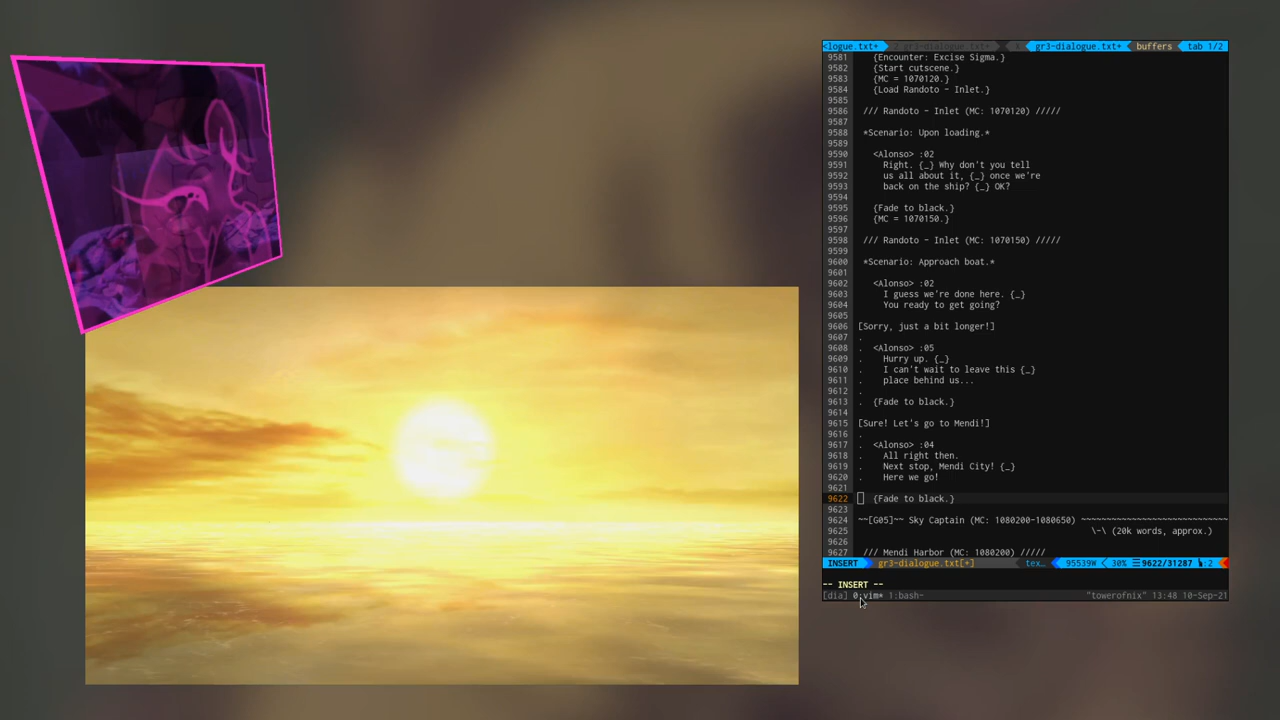 <logue.txt+ 2 gr3-dialogue.txt+ gr3-dialogue.txt+ buffers tab 1/2
9581 {Encounter: Excise Sigma.}
9582 {Start cutscene.}
9583 {MC = 1070120.}
9584 {Load Randoto - Inlet.}
9585
9586 /// Randoto - Inlet (MC: 1070120) /////
9587
9588 *Scenario: Upon loading.*
9589
9590 <Alonso> :02
9591 Right. {_} Why don't you tell
9592 us all about it, {_} once we're
9593 back on the ship? {_} OK?
9594
9595 {Fade to black.}
9596 {MC = 1070150.}
9597
9598 /// Randoto - Inlet (MC: 1070150) /////
9599
9600 *Scenario: Approach boat.*
9601
9602 <Alonso> :02
9603 I guess we're done here. {_}
9604 You ready to get going?
9605
9606 [Sorry, just a bit longer!]
9607 .
9608 . <Alonso> :05
9609 . Hurry up. {_}
9610 . I can't wait to leave this {_}
9611 . place behind us...
9612 .
9613 . {Fade to black.}
9614
9615 [Sure! Let's go to Mendi!]
9616 .
9617 . <Alonso> :04
9618 . All right then.
9619 . Next stop, Mendi City! {_}
9620 . Here we go!
9621
9622 {Fade to black.}
9623
9624 ~~[G05]~~ Sky Captain (MC: 1080200-1080650) ~~~~~~~~~~~~~~~~~~~~~~~~~~~~
9625 \~\ (20k words, approx.)
9626
9627 /// Mendi Harbor (MC: 1080200) /////
INSERT gr3-dialogue.txt[+] tex… 95539W 30% 9622/31287 :2
-- INSERT --
[dia] 0:vim* 1:bash- "towerofnix" 13:48 10-Sep-21